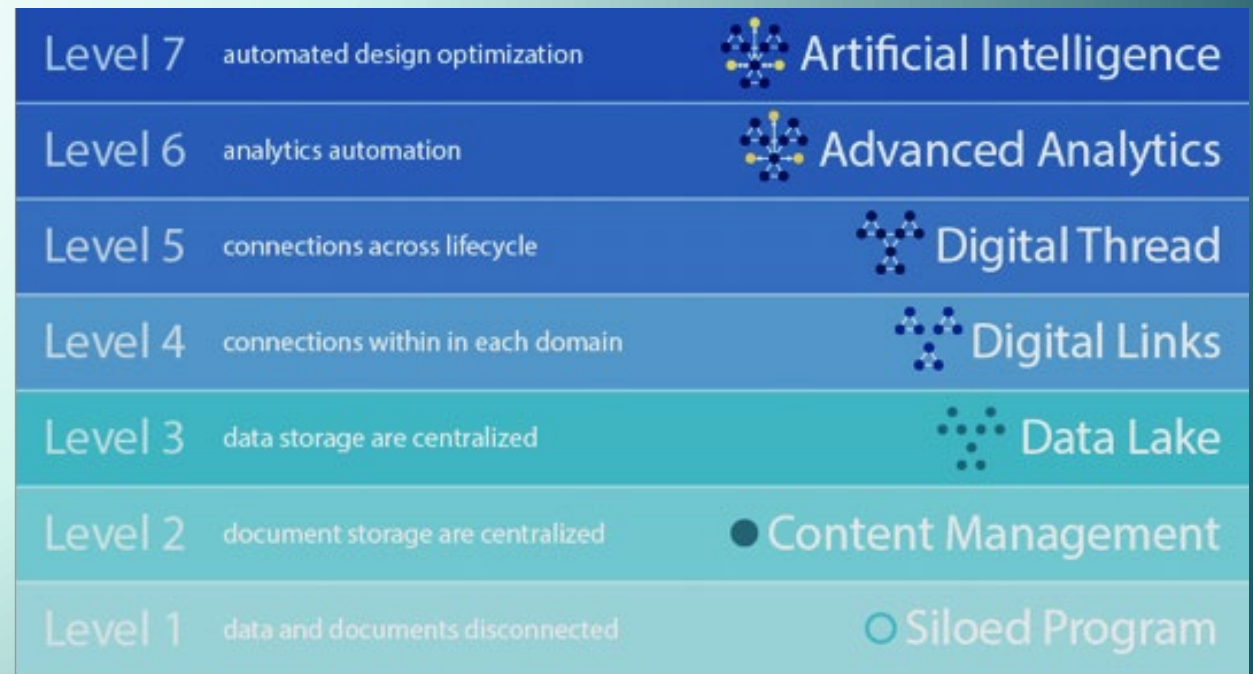 Level 7 automated design optimization Artificial Intelligence
Level 6 analytics automation Advanced Analytics
Level 5 connections across lifecycle Digital Thread
Level 4 connections within in each domain Digital Links
Level 3 data storage are centralized Data Lake
Level 2 document storage are centralized Content Management
Level 1 data and documents disconnected Siloed Program